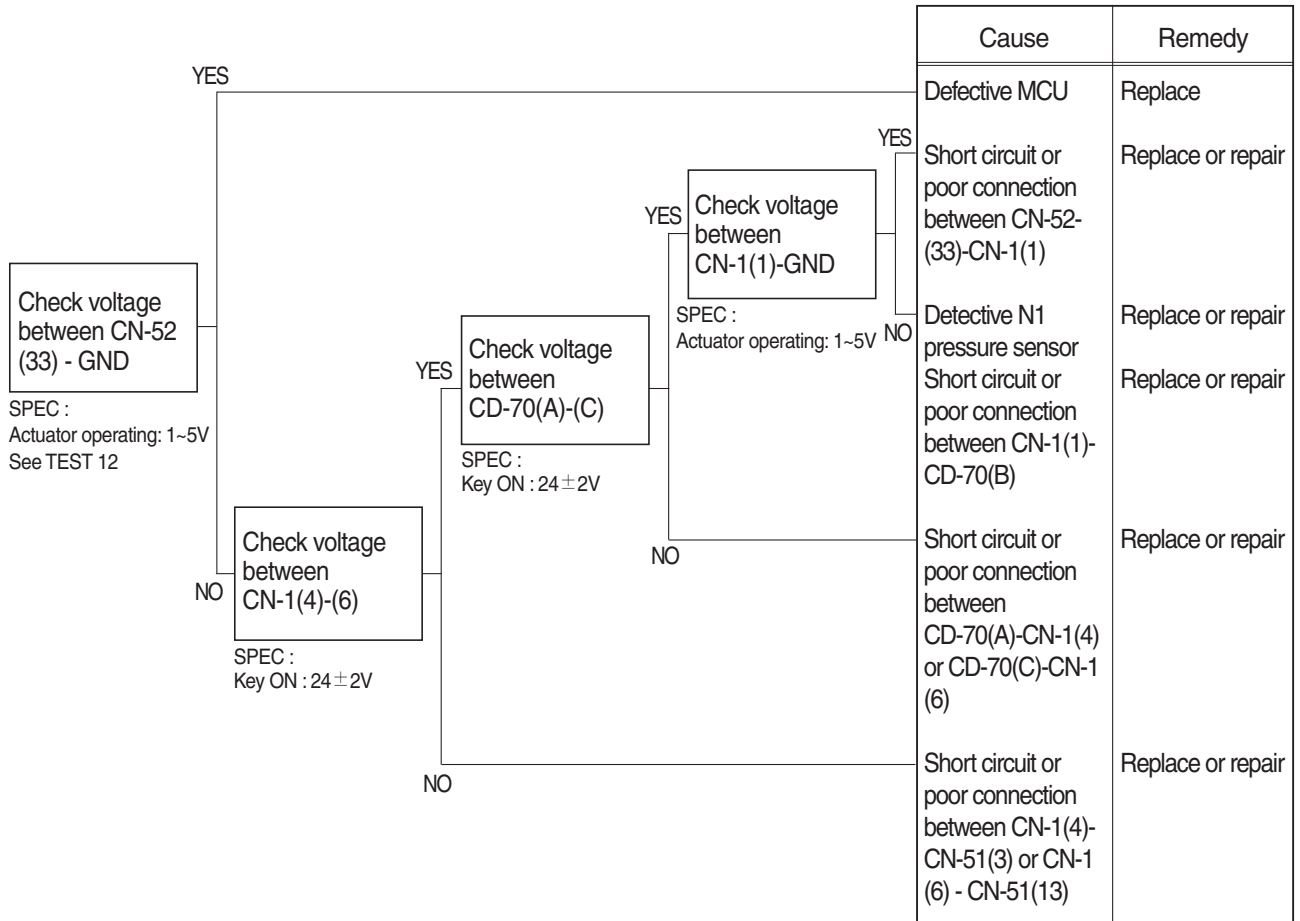 Cause
Remedy
YES
Defective MCU
Replace
YES
Short circuit or
poor connection
between CN-52-
(33)-CN-1(1)
Replace or repair
YES
Check voltage
between
CN-1(1)-GND
SPEC :
Actuator operating: 1~5V
NO
Detective N1
pressure sensor
Replace or repair
Short circuit or
poor connection
between CN-1(1)-
CD-70(B)
Replace or repair
Check voltage
between CN-52
(33) - GND
SPEC :
Actuator operating: 1~5V
See TEST 12
YES
Check voltage
between
CD-70(A)-(C)
SPEC :
Key ON : 24±2V
NO
Short circuit or
poor connection
between
CD-70(A)-CN-1(4)
or CD-70(C)-CN-1
(6)
Replace or repair
NO
Check voltage
between
CN-1(4)-(6)
SPEC :
Key ON : 24±2V
NO
Short circuit or
poor connection
between CN-1(4)-
CN-51(3) or CN-1
(6) - CN-51(13)
Replace or repair